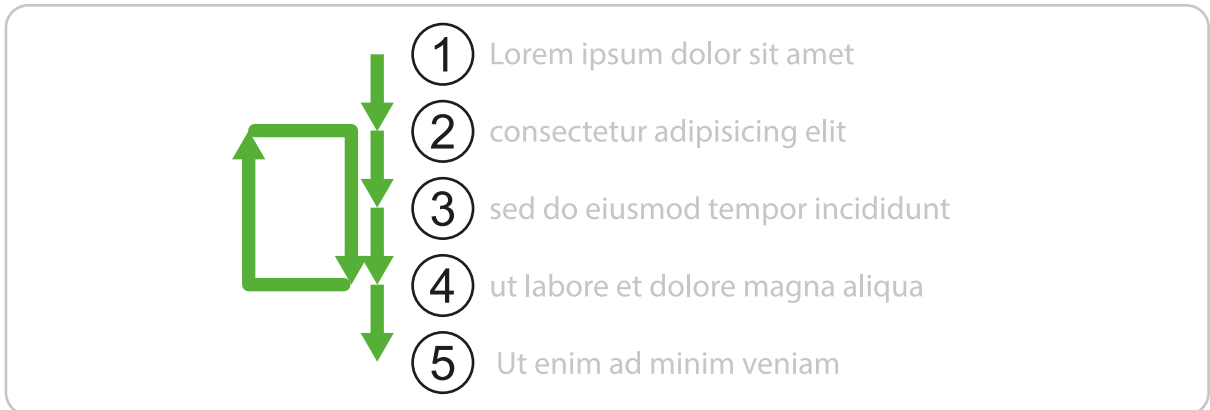 1 Lorem ipsum dolor sit amet
2 consectetur adipisicing elit
3 sed do eiusmod tempor incididunt
4 ut labore et dolore magna aliqua
5 Ut enim ad minim veniam